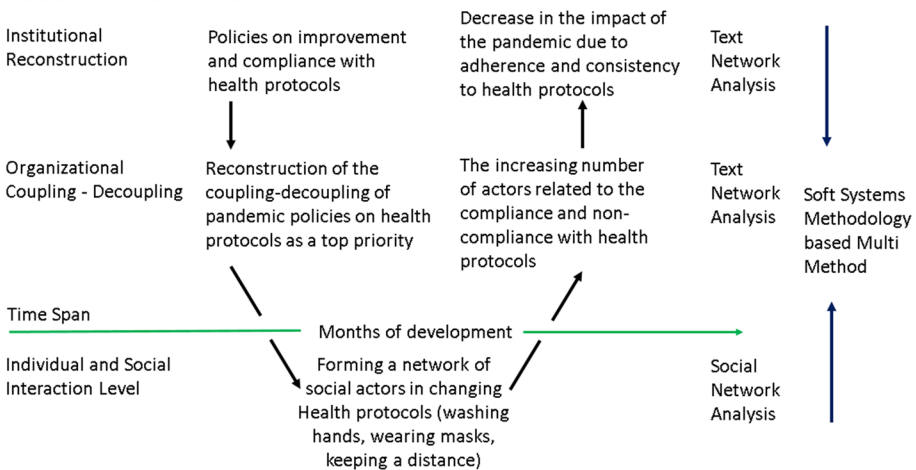 Institutional
Reconstruction
Policies on improvement
and compliance with
health protocols
Decrease in the impact of
the pandemic due to
adherence and consistency
to health protocols
Text
Network
Analysis
Organizational
Coupling - Decoupling
Reconstruction of the
coupling-decoupling of
pandemic policies on health
protocols as a top priority
The increasing number
of actors related to the
compliance and non-
compliance with health
protocols
Text
Network
Analysis
Soft Systems
Methodology
based Multi
Method
Time Span
Months of development
Individual and Social
Interaction Level
Forming a network of
social actors in changing
Health protocols (washing
hands, wearing masks,
keeping a distance)
Social
Network
Analysis